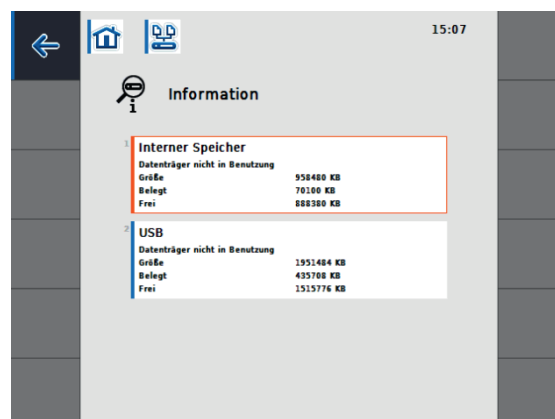 15:07
Information
1
Interner Speicher
Datenträger nicht in Benutzung
Größe 958480 KB
Belegt 70100 KB
Frei 888380 KB
2
USB
Datenträger nicht in Benutzung
Größe 1951484 KB
Belegt 435708 KB
Frei 1515776 KB